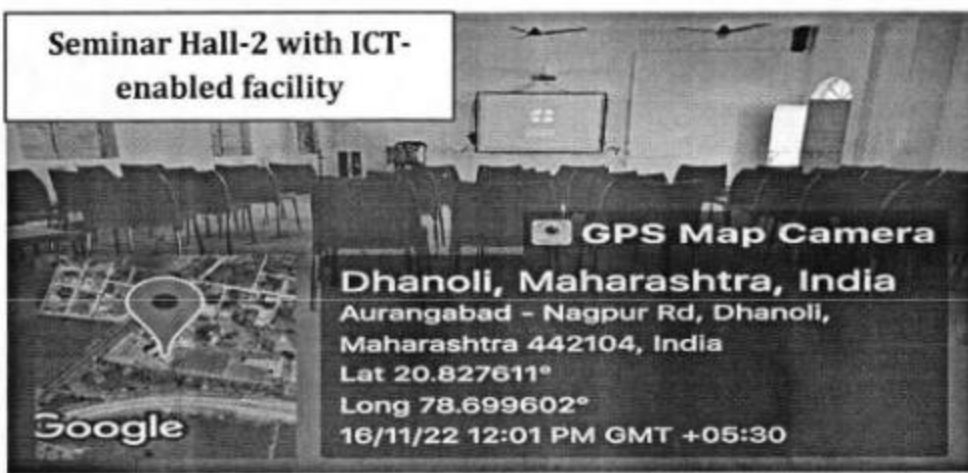 Seminar Hall-2 with ICT-
enabled facility
GPS Map Camera
Dhanoli, Maharashtra, India
Aurangabad - Nagpur Rd, Dhanoli,
Maharashtra 442104, India
Lat 20.827611°
Long 78.699602°
16/11/22 12:01 PM GMT +05:30
Google